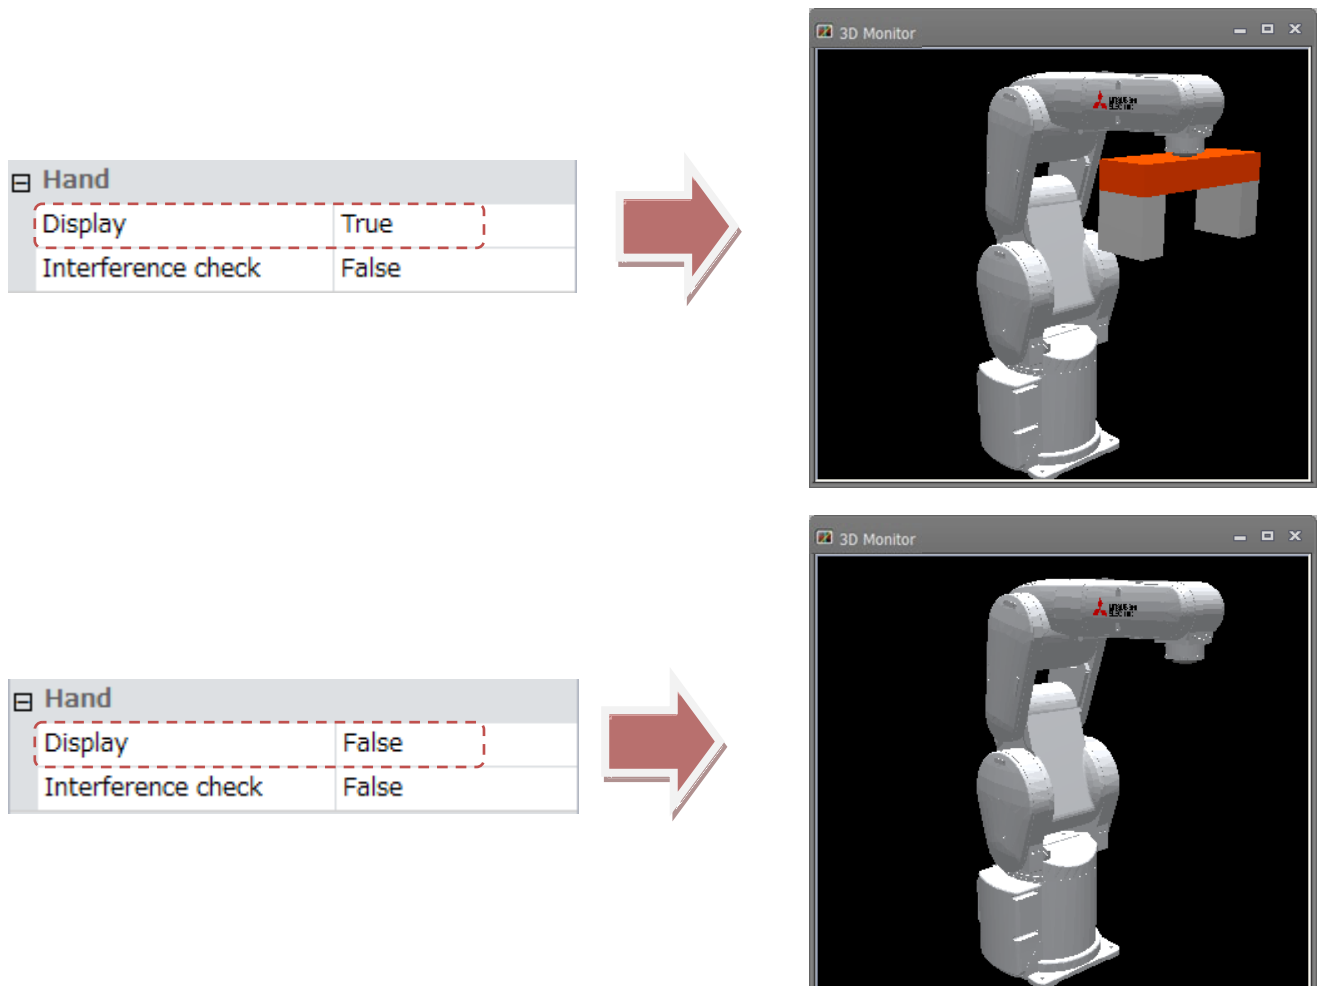 3D Monitor
Hand
Display True
Interference check False
3D Monitor
Hand
Display False
Interference check False